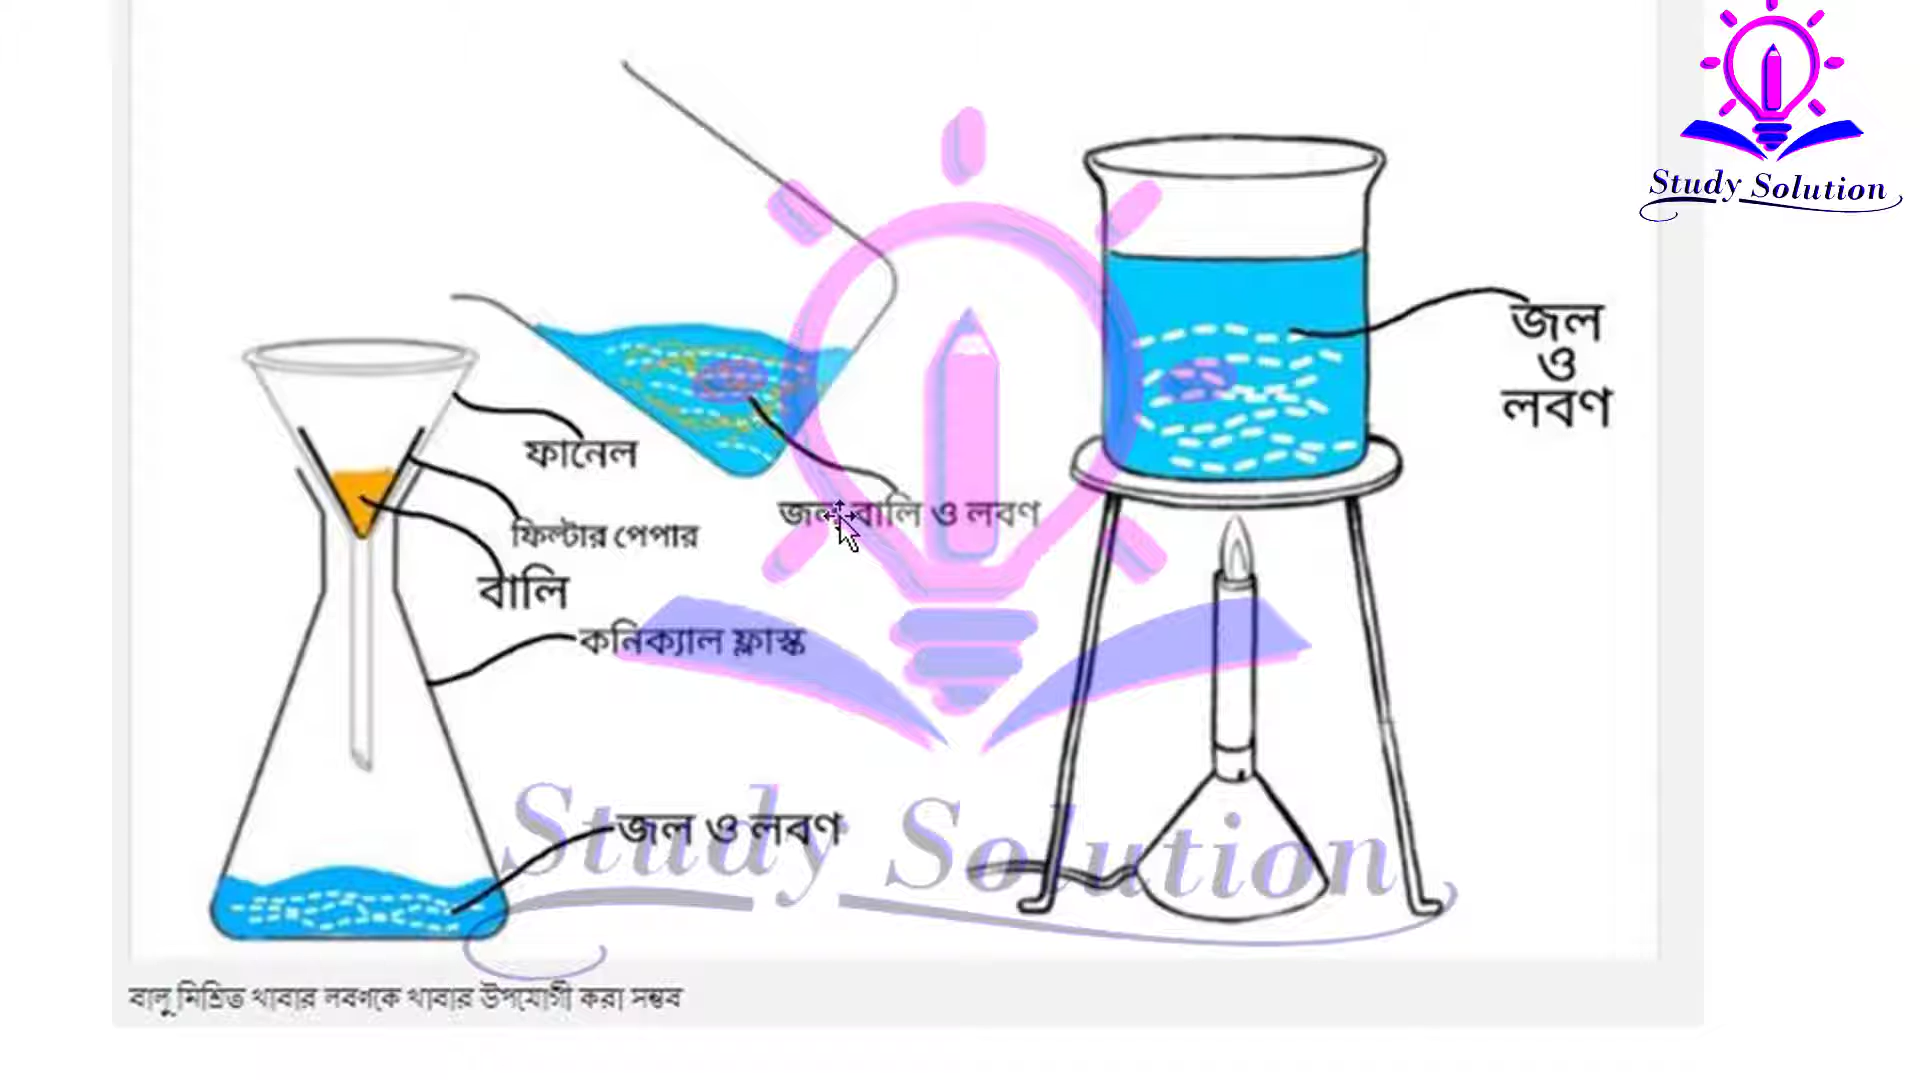 Study Solution
জল
ও
লবণ
ফানেল
জল বালি ও লবণ
ফিল্টার পেপার
বালি
কনিক্যাল ফ্লাস্ক
জল ও লবণ
Study Solution
বালু মিশ্রিত খাবার লবণকে খাবার উপযোগী করা সম্ভব